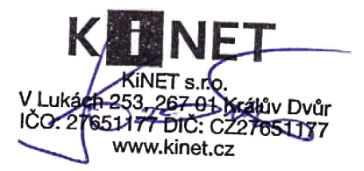 KiNET
KiNET s.r.o.
V Lukách 253, 267 01 Králův Dvůr
IČO: 27651177 DIČ: CZ27651177
www.kinet.cz